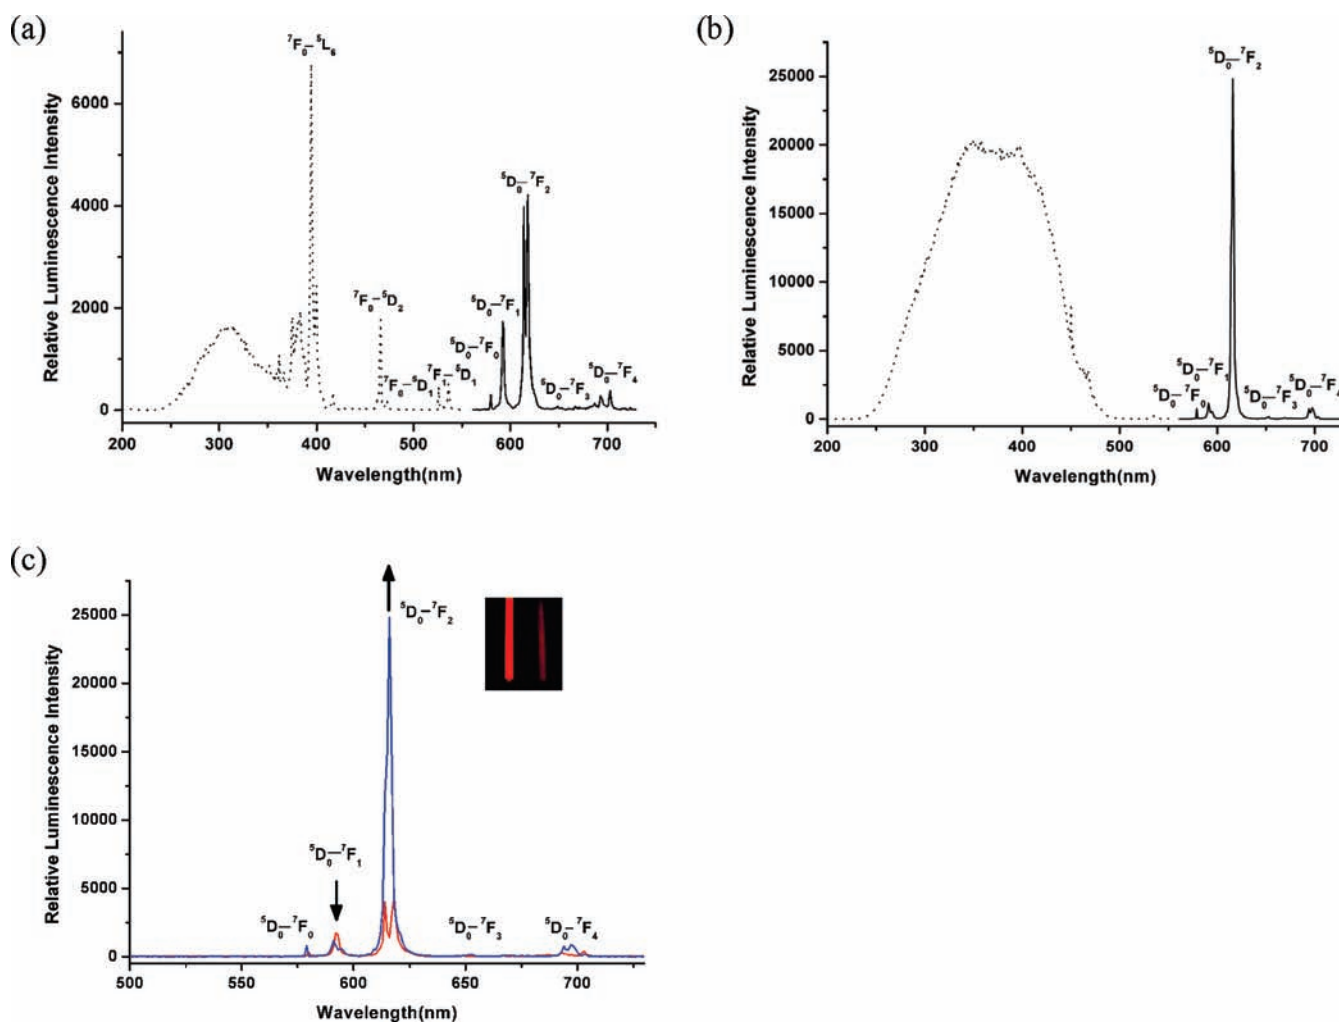 (a)
⁷F₀–⁵L₆
6000
4000
2000
0
⁷F₀–⁵D₂
⁷F₀–⁵D₁
⁷F₁–⁵D₁
⁵D₀–⁷F₀
⁵D₀–⁷F₁
⁵D₀–⁷F₂
⁵D₀–⁷F₃
⁵D₀–⁷F₄
200 300 400 500 600 700
Wavelength(nm)
Relative Luminescence Intensity
(b)
⁵D₀–⁷F₂
25000
20000
15000
10000
5000
0
⁵D₀–⁷F₁
⁵D₀–⁷F₀
⁵D₀–⁷F₃
⁵D₀–⁷F₄
200 300 400 500 600 700
Wavelength(nm)
Relative Luminescence Intensity
(c)
25000
20000
15000
10000
5000
0
⁵D₀–⁷F₂
⁵D₀–⁷F₁
⁵D₀–⁷F₀
⁵D₀–⁷F₃
⁵D₀–⁷F₄
500 550 600 650 700
Wavelength(nm)
Relative Luminescence Intensity